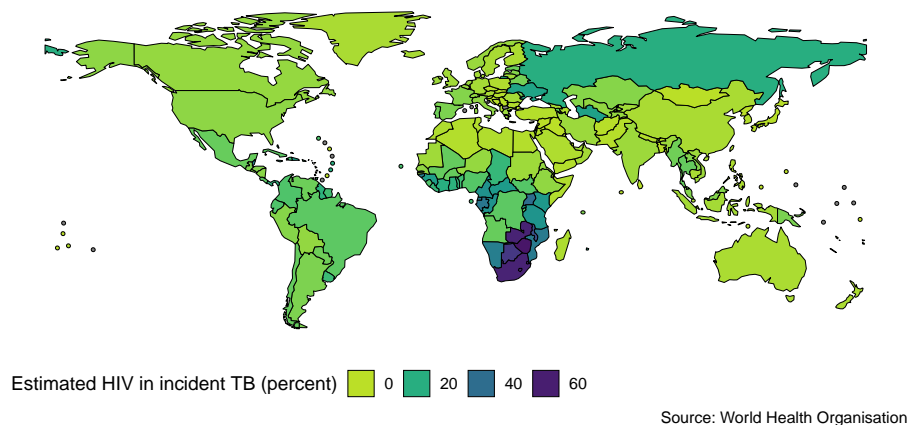 Estimated HIV in incident TB (percent) 0 20 40 60
Source: World Health Organisation